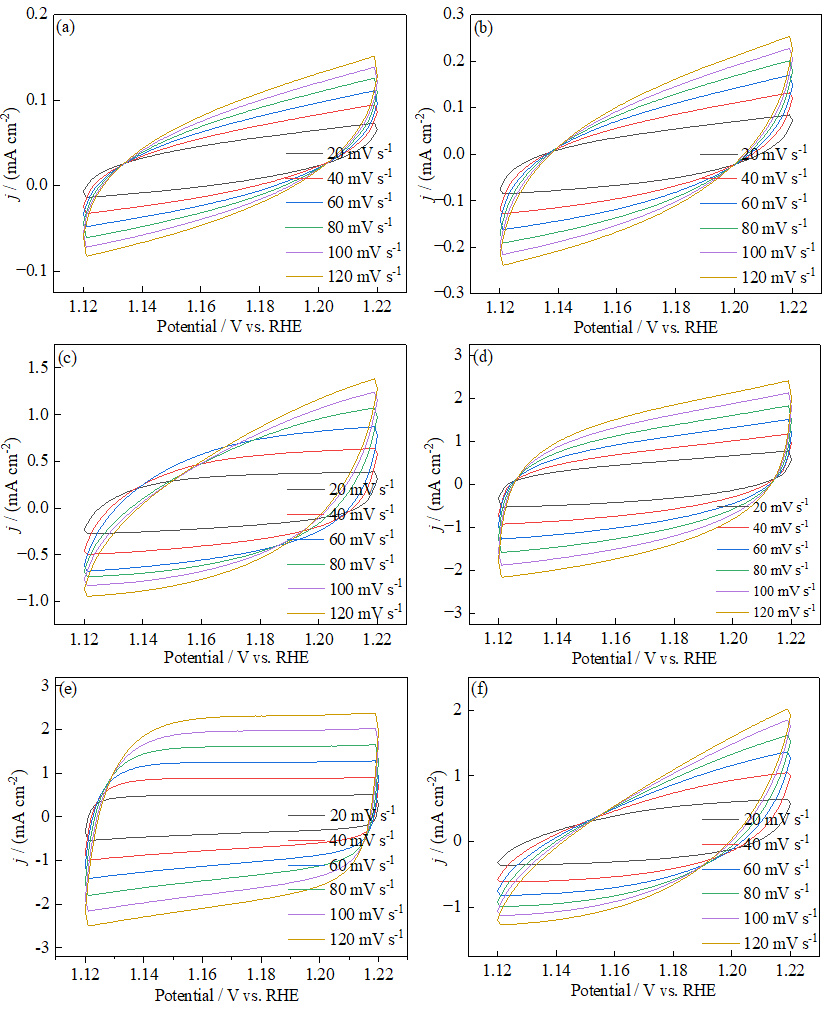 (a)
0.2
0.1
0.0
−0.1
j / (mA cm-2)
20 mV s-1
40 mV s-1
60 mV s-1
80 mV s-1
100 mV s-1
120 mV s-1
1.12 1.14 1.16 1.18 1.20 1.22
Potential / V vs. RHE
(b)
0.3
0.2
0.1
0.0
−0.1
−0.2
−0.3
j / (mA cm-2)
20 mV s-1
40 mV s-1
60 mV s-1
80 mV s-1
100 mV s-1
120 mV s-1
1.12 1.14 1.16 1.18 1.20 1.22
Potential / V vs. RHE
(c)
1.5
1.0
0.5
0.0
−0.5
−1.0
j / (mA cm-2)
20 mV s-1
40 mV s-1
60 mV s-1
80 mV s-1
100 mV s-1
120 mV s-1
1.12 1.14 1.16 1.18 1.20 1.22
Potential / V vs. RHE
(d)
3
2
1
0
−1
−2
−3
j / (mA cm-2)
20 mV s-1
40 mV s-1
60 mV s-1
80 mV s-1
100 mV s-1
120 mV s-1
1.12 1.14 1.16 1.18 1.20 1.22
Potential / V vs. RHE
(e)
3
2
1
0
-1
-2
-3
j / (mA cm-2)
20 mV s-1
40 mV s-1
60 mV s-1
80 mV s-1
100 mV s-1
120 mV s-1
1.12 1.14 1.16 1.18 1.20 1.22
Potential / V vs. RHE
(f)
2
1
0
−1
j / (mA cm-2)
20 mV s-1
40 mV s-1
60 mV s-1
80 mV s-1
100 mV s-1
120 mV s-1
1.12 1.14 1.16 1.18 1.20 1.22
Potential / V vs. RHE